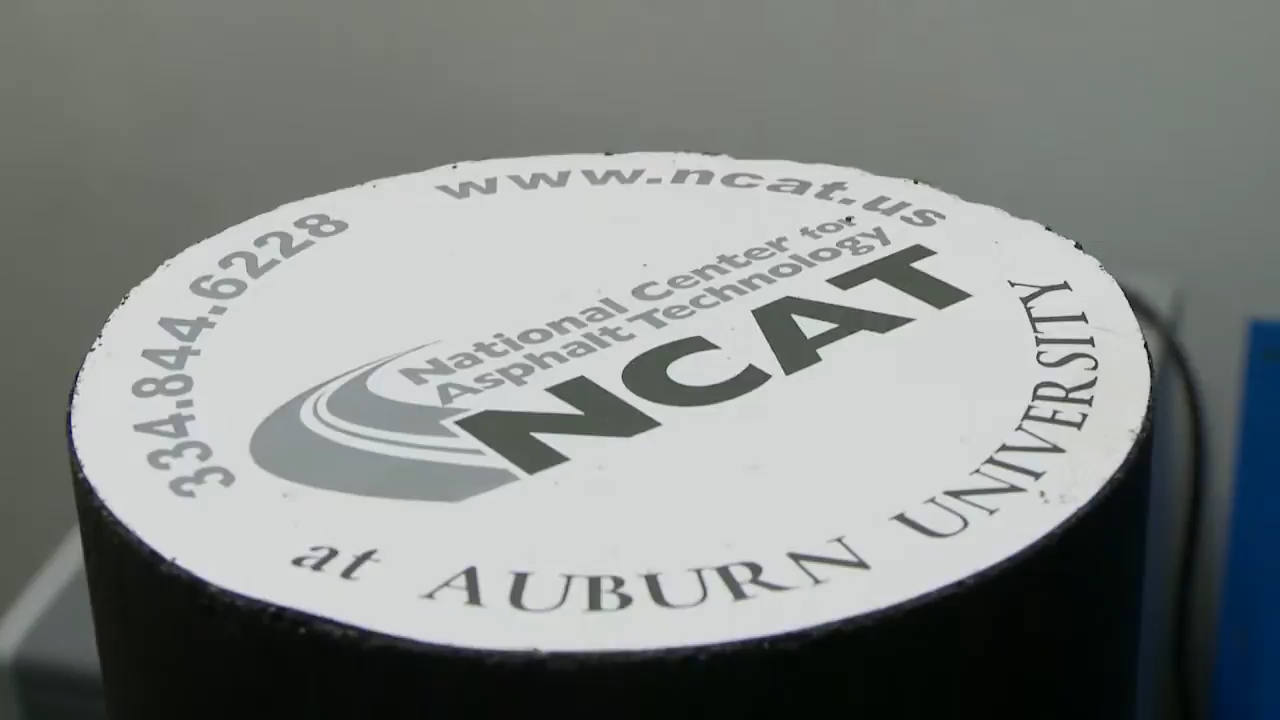 www.ncat.us
334.844.6228
National Center for
Asphalt Technology
NCAT
at AUBURN UNIVERSITY